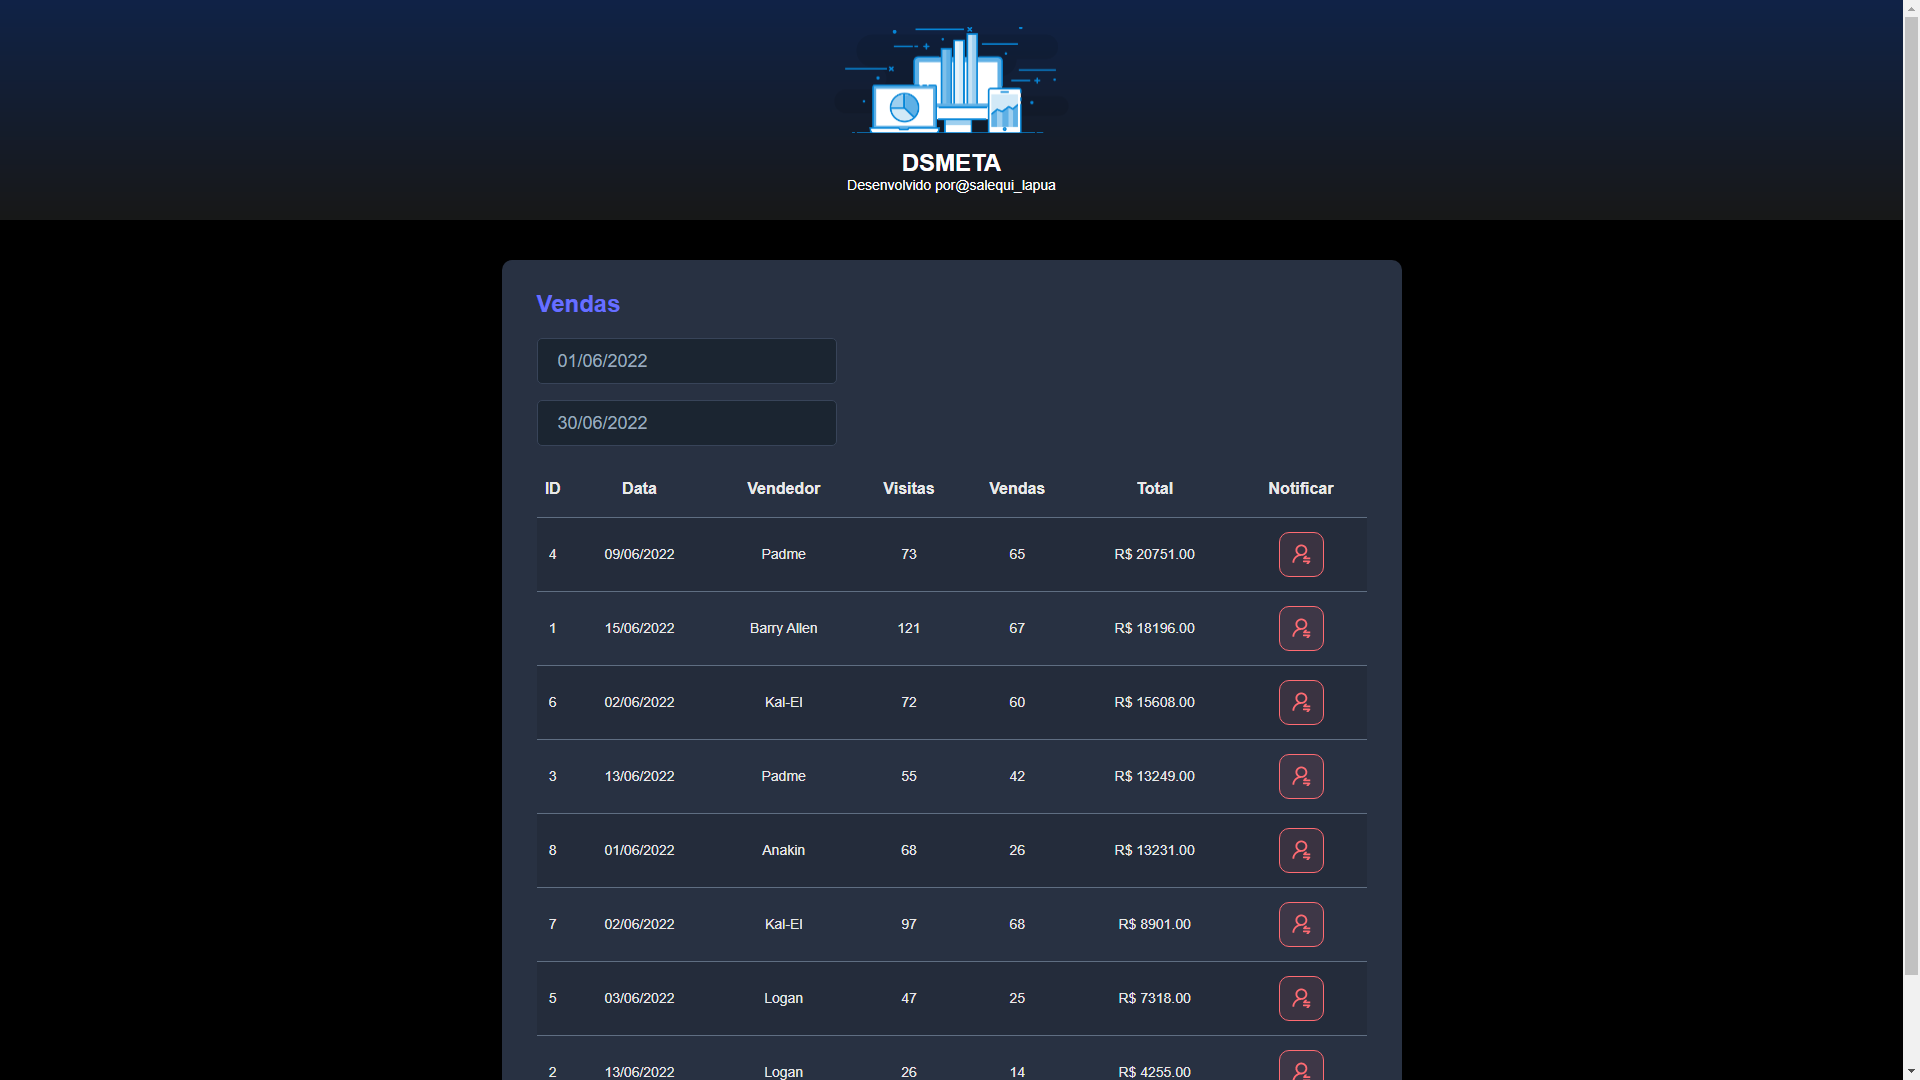 DSMETA
Desenvolvido por@salequi_lapua
Vendas
01/06/2022
30/06/2022
ID Data Vendedor Visitas Vendas Total Notificar
4 09/06/2022 Padme 73 65 R$ 20751.00
1 15/06/2022 Barry Allen 121 67 R$ 18196.00
6 02/06/2022 Kal-El 72 60 R$ 15608.00
3 13/06/2022 Padme 55 42 R$ 13249.00
8 01/06/2022 Anakin 68 26 R$ 13231.00
7 02/06/2022 Kal-El 97 68 R$ 8901.00
5 03/06/2022 Logan 47 25 R$ 7318.00
2 13/06/2022 Logan 26 14 R$ 4255.00